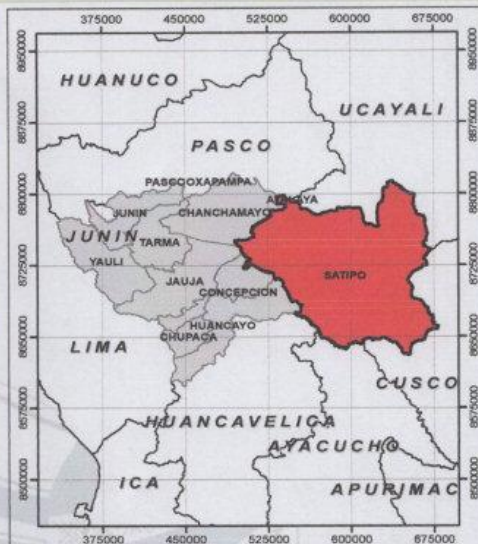 375000 450000 525000 600000 675000
8950000 8950000
HUANUCO
UCAYALI
8875000 8875000
PASCO
8800000 8800000
PASCOOXAPAMPA
JUNIN CHANCHAMAYO
JUNIN
TARMA
YAULI
8725000 8725000
SATIPO
JAUJA
CONCEPCION
HUANCAYO
CHUPACA
8650000 8650000
LIMA
CUSCO
8575000 8575000
HUANCAVELICA
AYACUCHO
ICA
APURIMAC
8500000 8500000
375000 450000 525000 600000 675000